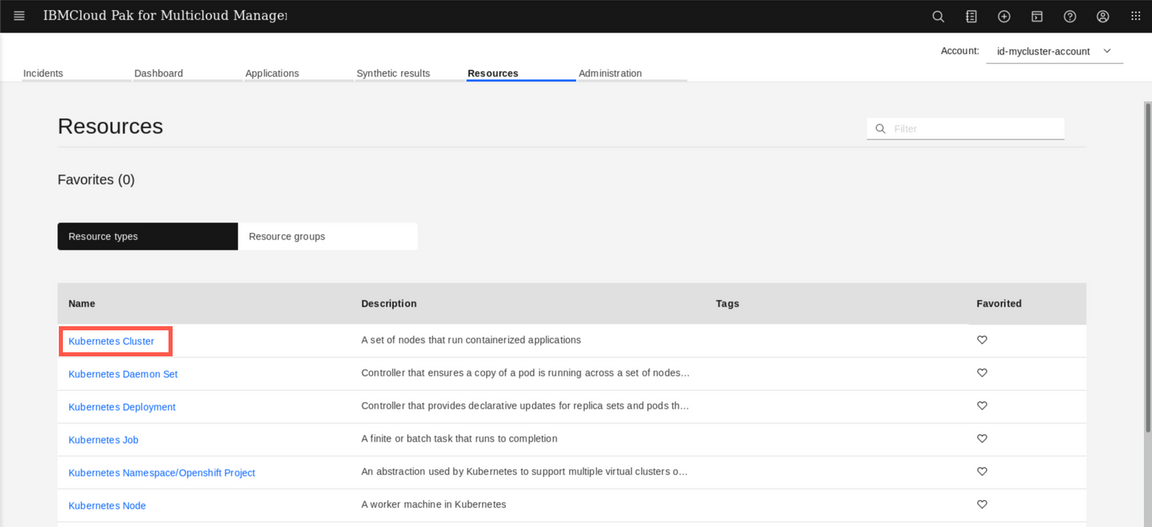 IBMCloud Pak for Multicloud Manage
Account: id-mycluster-account
Incidents Dashboard Applications Synthetic results Resources Administration
Resources
Filter
Favorites (0)
Resource types Resource groups
Name Description Tags Favorited
Kubernetes Cluster A set of nodes that run containerized applications
Kubernetes Daemon Set Controller that ensures a copy of a pod is running across a set of nodes...
Kubernetes Deployment Controller that provides declarative updates for replica sets and pods th...
Kubernetes Job A finite or batch task that runs to completion
Kubernetes Namespace/Openshift Project An abstraction used by Kubernetes to support multiple virtual clusters o...
Kubernetes Node A worker machine in Kubernetes